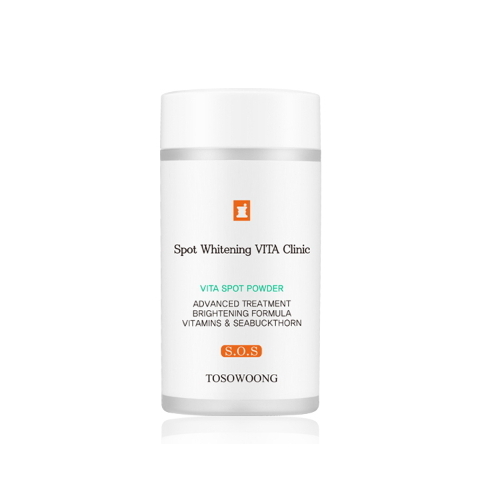 Spot Whitening VITA Clinic
VITA SPOT POWDER
ADVANCED TREATMENT
BRIGHTENING FORMULA
VITAMINS & SEABUCKTHORN
S.O.S
TOSOWOONG